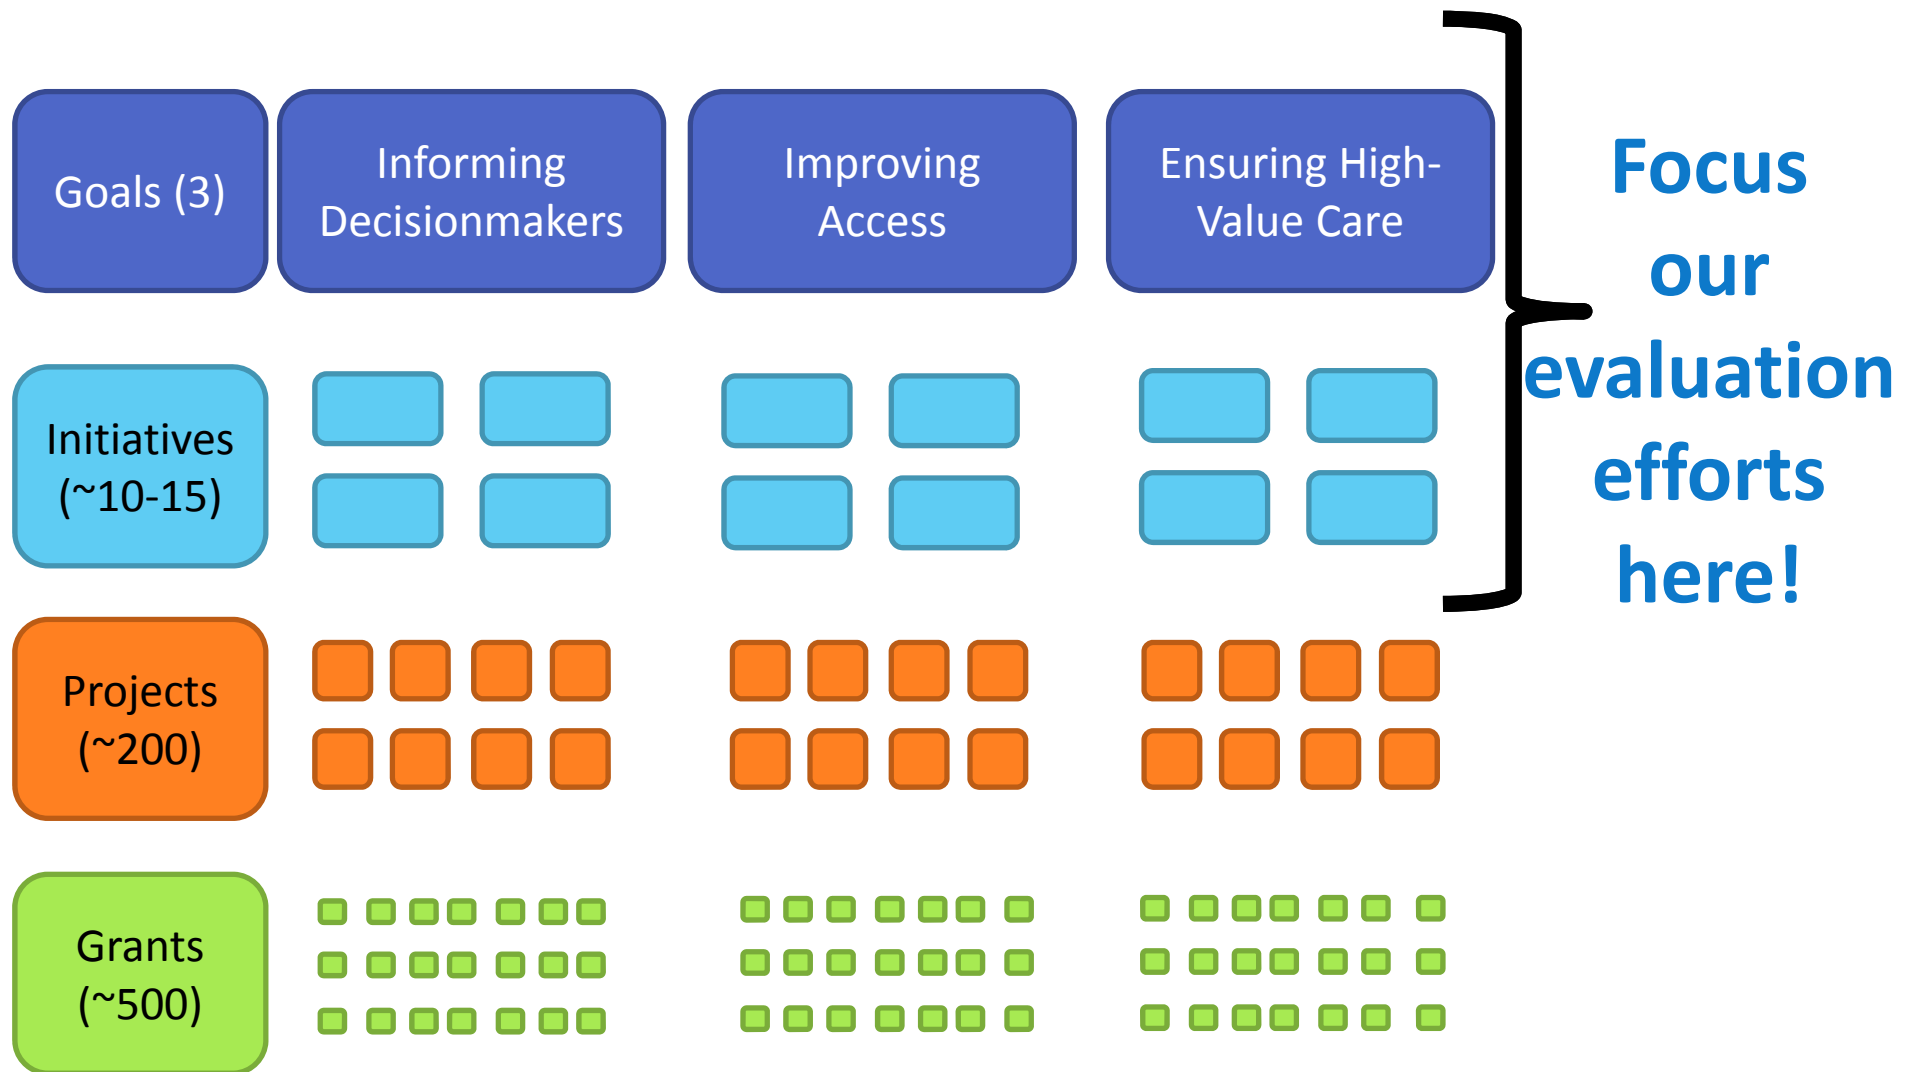 Goals (3)
Informing
Decisionmakers
Improving
Access
Ensuring High-
Value Care
Focus
our
evaluation
efforts
here!
Initiatives
(~10-15)
Projects
(~200)
Grants
(~500)